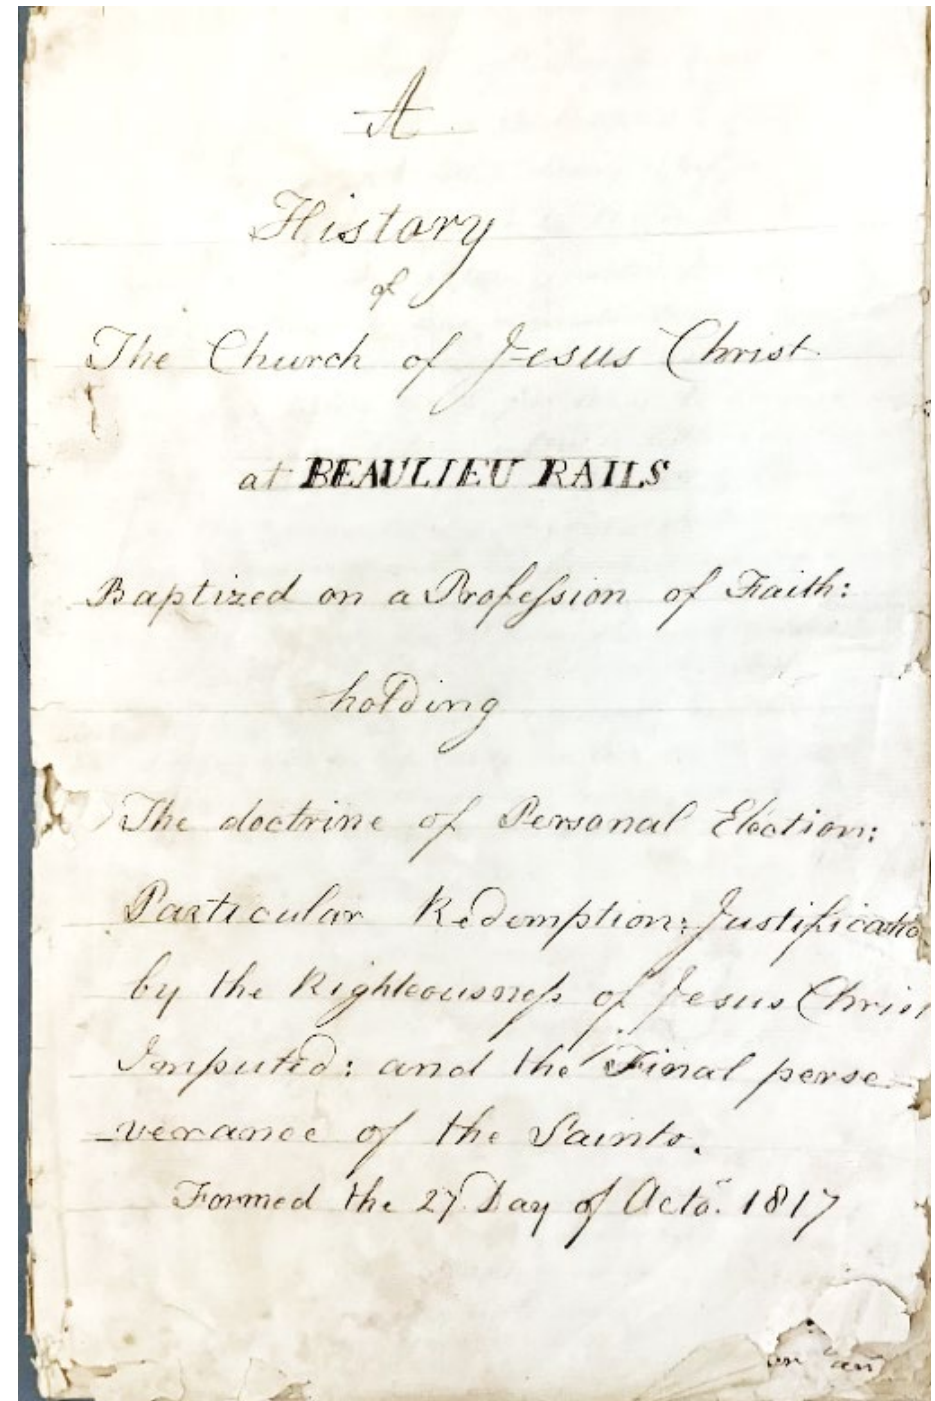 A
History
of
The Church of Jesus Christ
at BEAULIEU RAILS
Baptized on a Profeſsion of Faith:
holding
The doctrine of Personal Election:
Particular Redemption: Justificatio
by the Righteousneſs of Jesus Chris
Imputed: and the Final perse-
-verance of the Saints.
Formed the 27 Day of Octo.r 1817